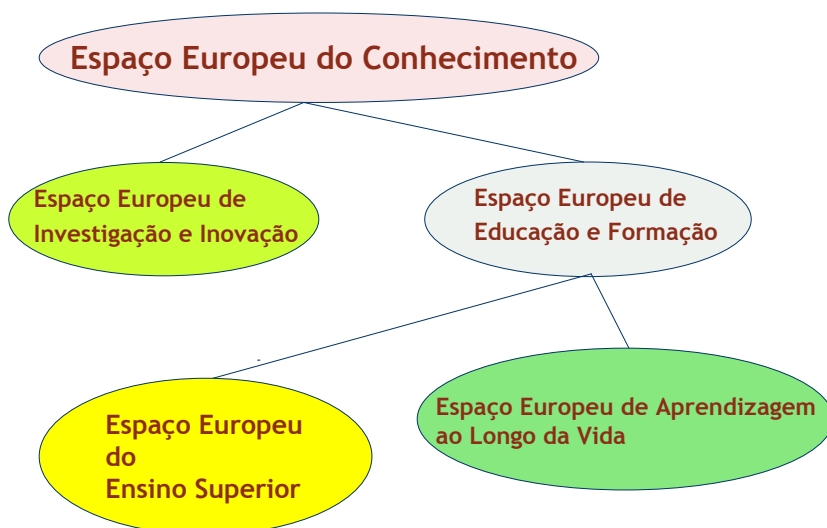 Espaço Europeu do Conhecimento
Espaço Europeu de
Investigação e Inovação
Espaço Europeu de
Educação e Formação
Espaço Europeu
do
Ensino Superior
Espaço Europeu de Aprendizagem
ao Longo da Vida